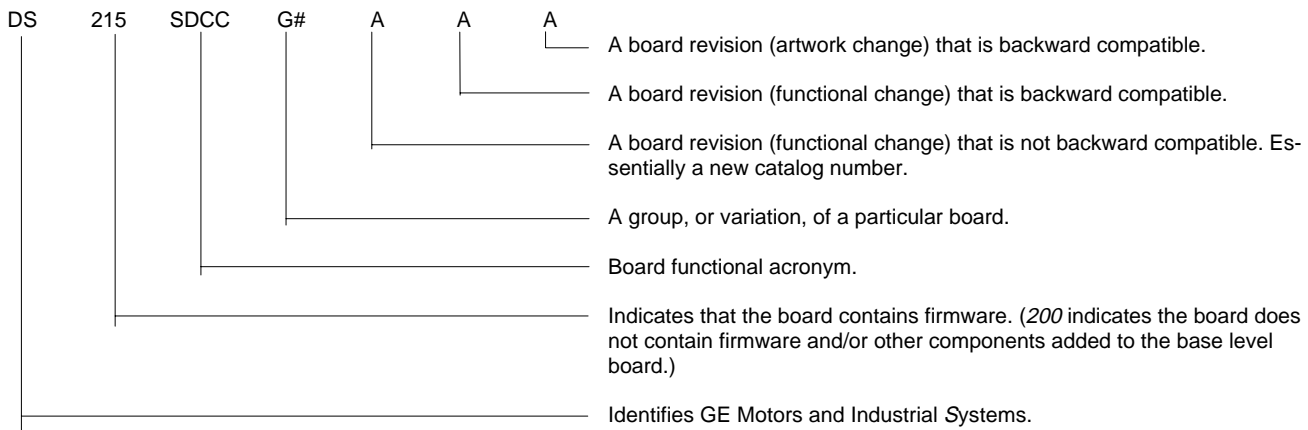 DS 215 SDCC G# A A A
A board revision (artwork change) that is backward compatible.
A board revision (functional change) that is backward compatible.
A board revision (functional change) that is not backward compatible. Es-
sentially a new catalog number.
A group, or variation, of a particular board.
Board functional acronym.
Indicates that the board contains firmware. (200 indicates the board does
not contain firmware and/or other components added to the base level
board.)
Identifies GE Motors and Industrial Systems.